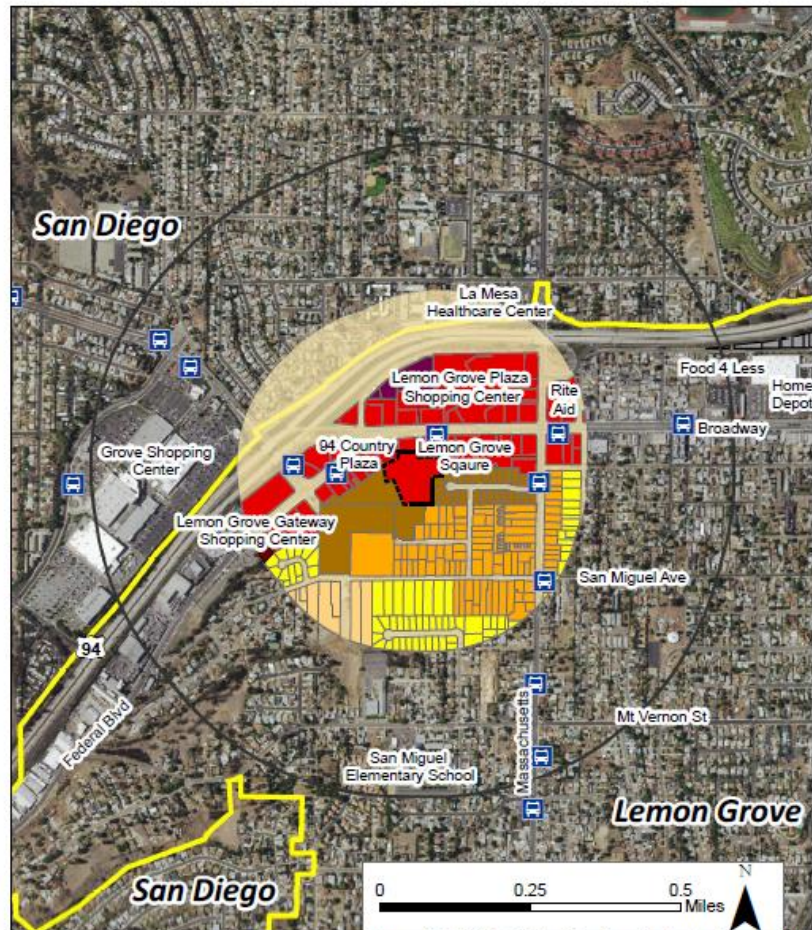 San Diego
La Mesa
Healthcare Center
Food 4 Less
Home
Depot
Lemon Grove Plaza
Shopping Center
Rite
Aid
Broadway
94 Country
Plaza
Lemon Grove
Sqaure
Grove Shopping
Center
Lemon Grove Gateway
Shopping Center
San Miguel Ave
94
Federal Blvd
Massachusetts
Mt Vernon St
San Miguel
Elementary School
Lemon Grove
San Diego
N
0 0.25 0.5
Miles